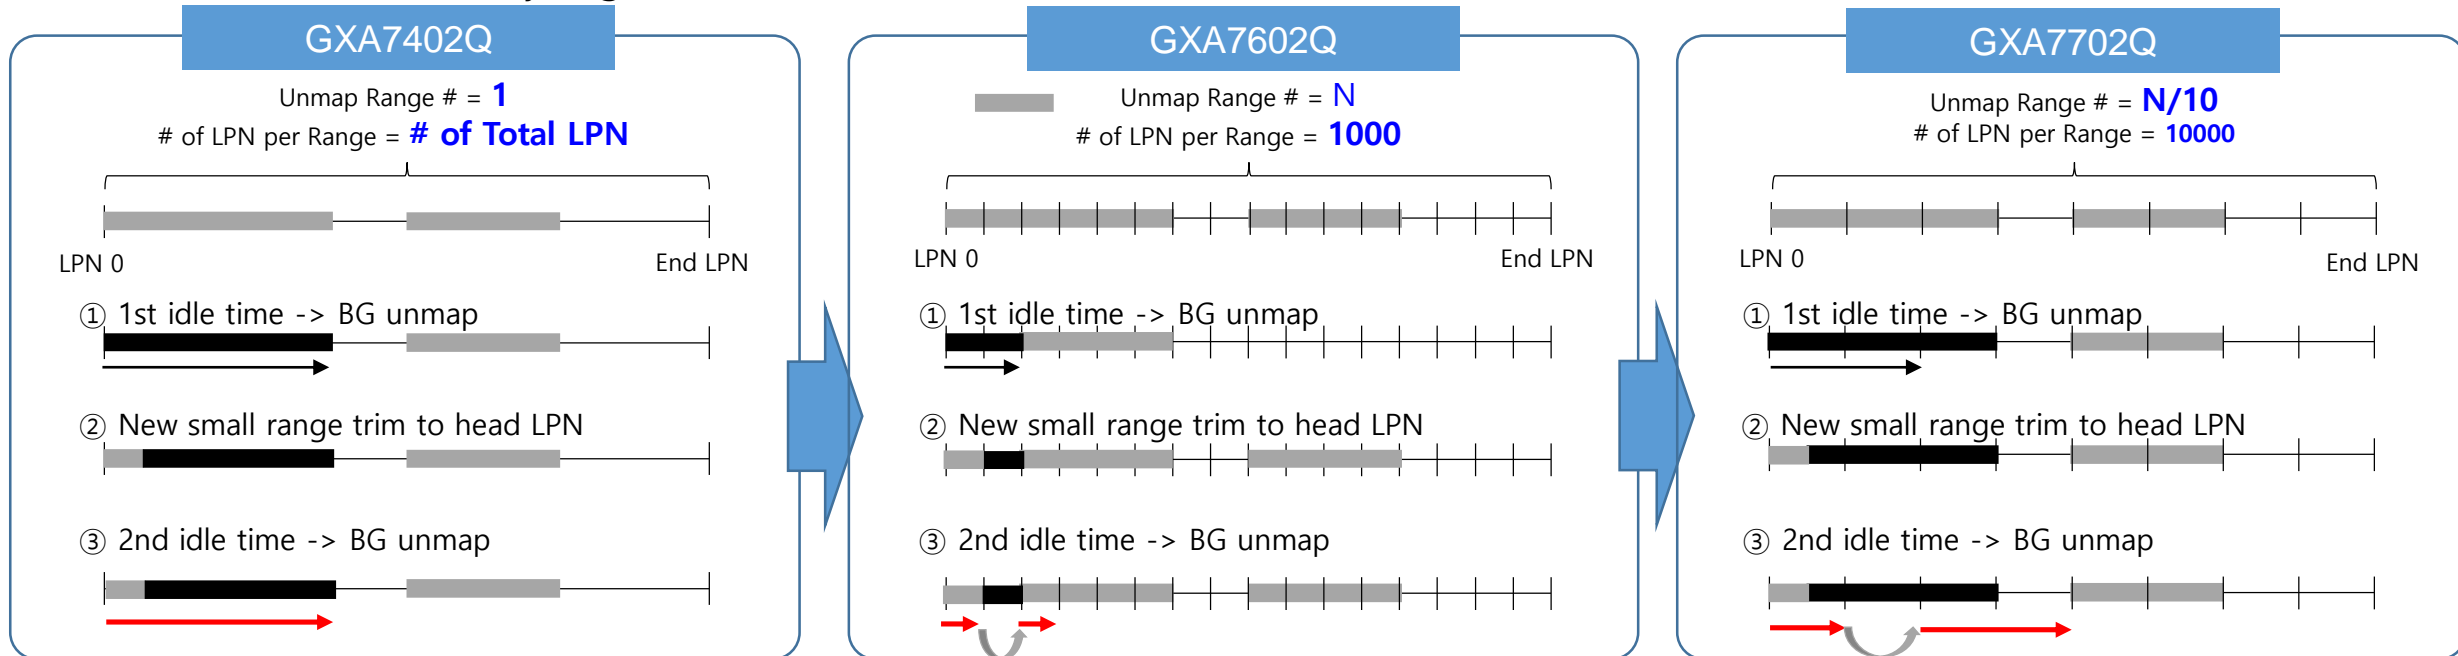 GXA7402Q
Unmap Range # = 1
# of LPN per Range = # of Total LPN
LPN 0
End LPN
① 1st idle time -> BG unmap
② New small range trim to head LPN
③ 2nd idle time -> BG unmap
GXA7602Q
Unmap Range # = N
# of LPN per Range = 1000
LPN 0
End LPN
① 1st idle time -> BG unmap
② New small range trim to head LPN
③ 2nd idle time -> BG unmap
GXA7702Q
Unmap Range # = N/10
# of LPN per Range = 10000
LPN 0
End LPN
① 1st idle time -> BG unmap
② New small range trim to head LPN
③ 2nd idle time -> BG unmap